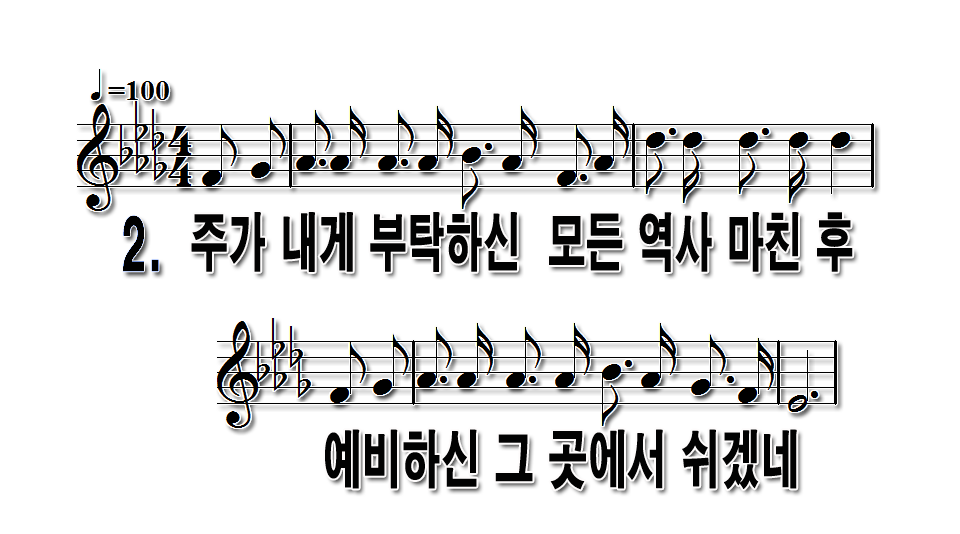 ♩=100
2. 주가 내게 부탁하신 모든 역사 마친 후
예비하신 그 곳에서 쉬겠네